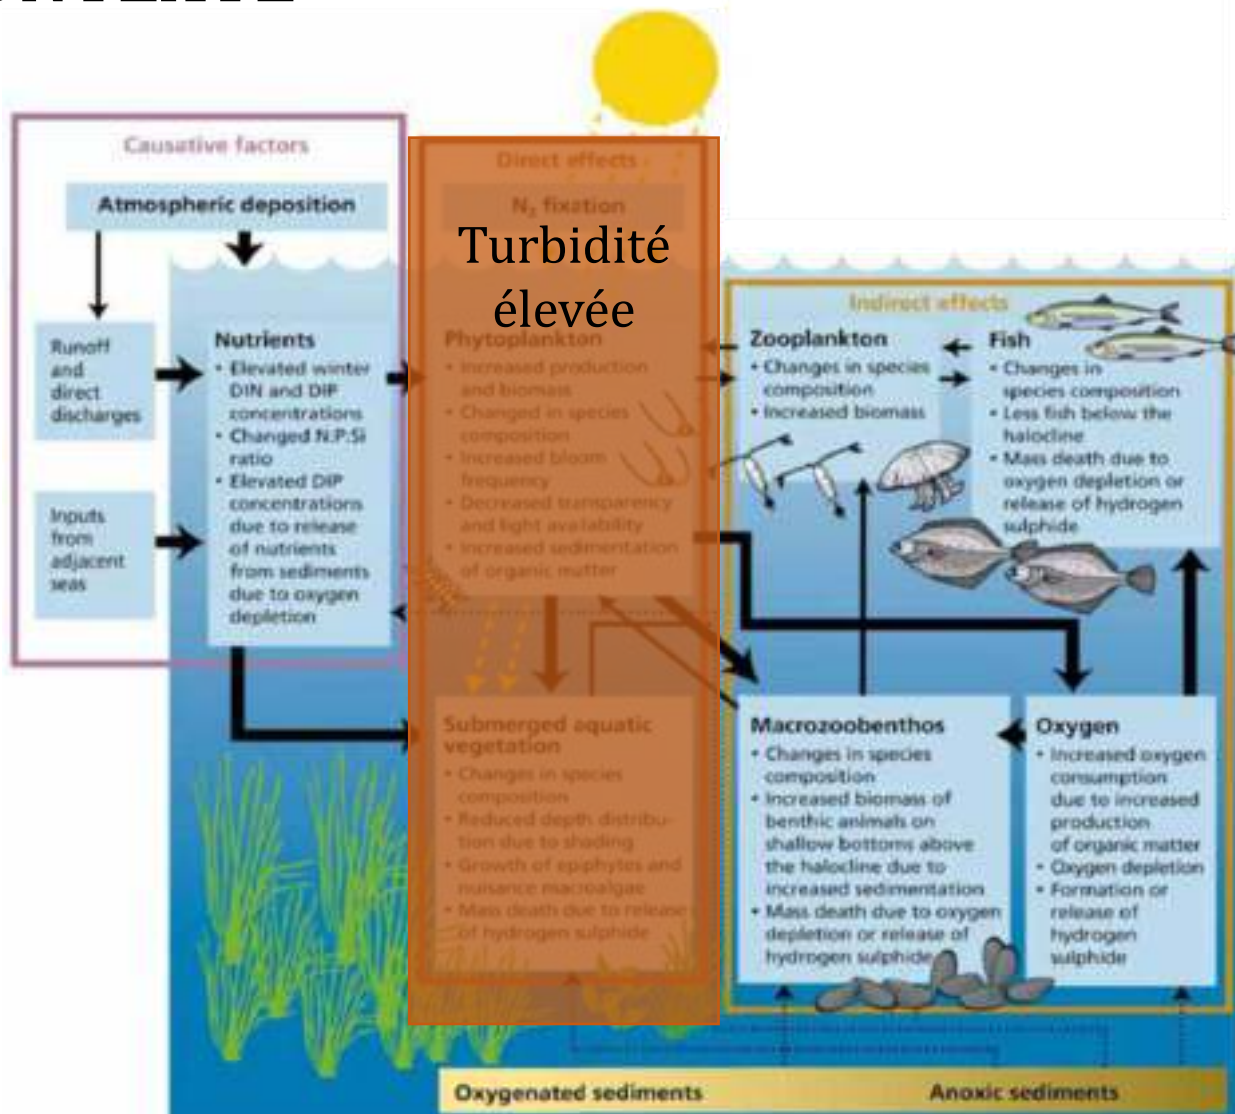 Causative factors
Atmospheric deposition
Runoff
and
direct
discharges
Inputs
from
adjacent
seas
Nutrients
• Elevated winter
DIN and DIP
concentrations
• Changed N:P:Si
ratio
• Elevated DIP
concentrations
due to release
of nutrients
from sediments
due to oxygen
depletion
Direct effects
N₂ fixation
Turbidité
élevée
Phytoplankton
• Increased production
and biomass
• Changed in species
composition
• Increased bloom
frequency
• Decreased transparency
and light availability
• Increased sedimentation
of organic matter
Submerged aquatic
vegetation
• Changes in species
composition
• Reduced depth distribu-
tion due to shading
• Growth of epiphytes and
nuisance macroalgae
• Mass death due to release
of hydrogen sulphide
Indirect effects
Zooplankton
• Changes in species
composition
• Increased biomass
Fish
• Changes in
species composition
• Less fish below the
halocline
• Mass death due to
oxygen depletion or
release of hydrogen
sulphide
Macrozoobenthos
• Changes in species
composition
• Increased biomass of
benthic animals on
shallow bottoms above
the halocline due to
increased sedimentation
• Mass death due to oxygen
depletion or release of
hydrogen sulphide
Oxygen
• Increased oxygen
consumption
due to increased
production
of organic matter
• Oxygen depletion
• Formation or
release of
hydrogen
sulphide
Oxygenated sediments
Anoxic sediments